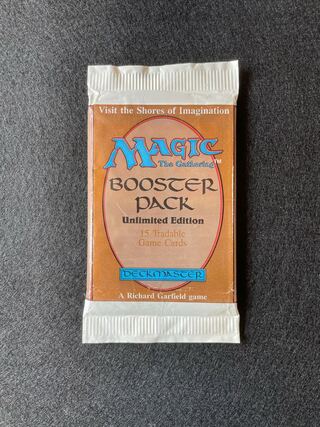 Visit the Shores of Imagination
MAGIC
The Gathering™
BOOSTER
PACK
Unlimited Edition
15 Tradable
Game Cards
DECKMASTER
A Richard Garfield game